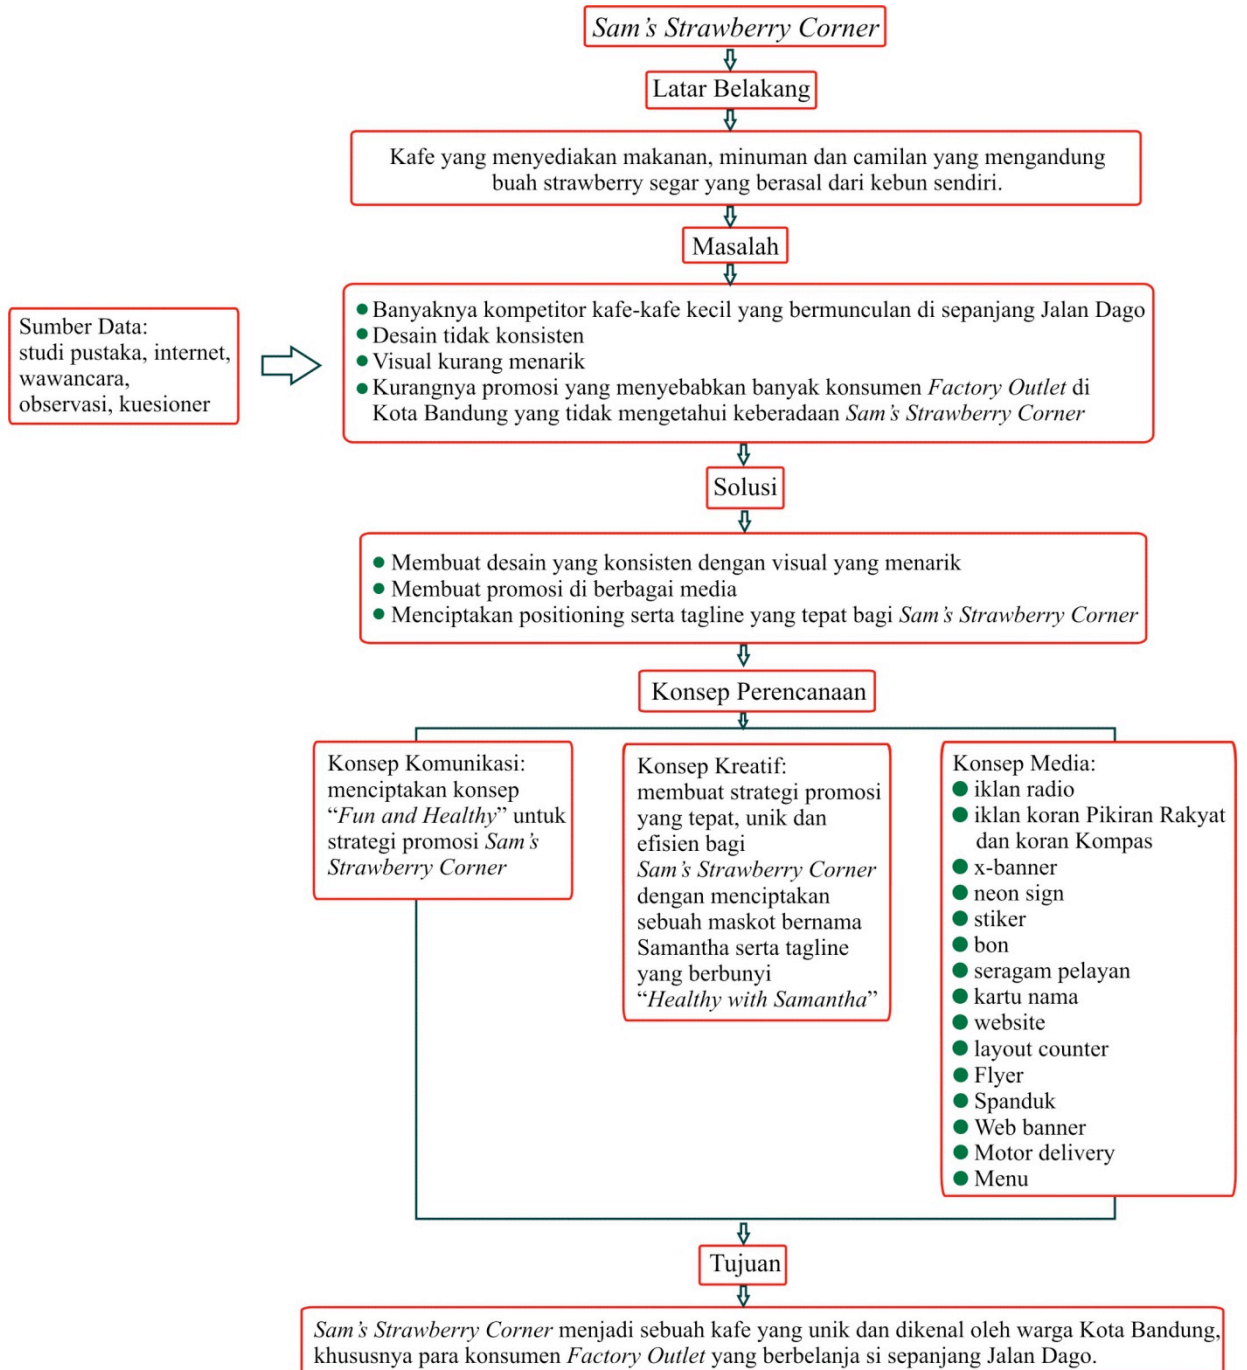 Sam’s Strawberry Corner
Latar Belakang
Kafe yang menyediakan makanan, minuman dan camilan yang mengandung
buah strawberry segar yang berasal dari kebun sendiri.
Masalah
Sumber Data:
studi pustaka, internet,
wawancara,
observasi, kuesioner
● Banyaknya kompetitor kafe-kafe kecil yang bermunculan di sepanjang Jalan Dago
● Desain tidak konsisten
● Visual kurang menarik
● Kurangnya promosi yang menyebabkan banyak konsumen Factory Outlet di
Kota Bandung yang tidak mengetahui keberadaan Sam’s Strawberry Corner
Solusi
● Membuat desain yang konsisten dengan visual yang menarik
● Membuat promosi di berbagai media
● Menciptakan positioning serta tagline yang tepat bagi Sam’s Strawberry Corner
Konsep Perencanaan
Konsep Komunikasi:
menciptakan konsep
“Fun and Healthy” untuk
strategi promosi Sam’s
Strawberry Corner
Konsep Kreatif:
membuat strategi promosi
yang tepat, unik dan
efisien bagi
Sam’s Strawberry Corner
dengan menciptakan
sebuah maskot bernama
Samantha serta tagline
yang berbunyi
“Healthy with Samantha”
Konsep Media:
● iklan radio
● iklan koran Pikiran Rakyat
dan koran Kompas
● x-banner
● neon sign
● stiker
● bon
● seragam pelayan
● kartu nama
● website
● layout counter
● Flyer
● Spanduk
● Web banner
● Motor delivery
● Menu
Tujuan
Sam’s Strawberry Corner menjadi sebuah kafe yang unik dan dikenal oleh warga Kota Bandung,
khususnya para konsumen Factory Outlet yang berbelanja si sepanjang Jalan Dago.